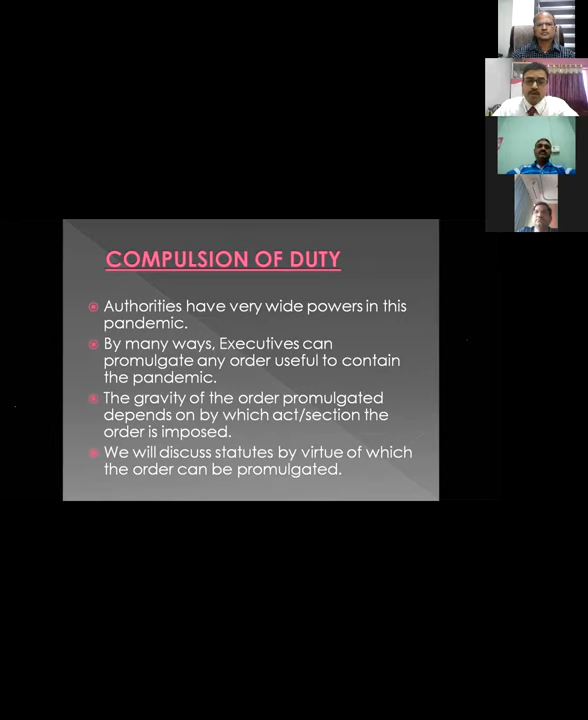 COMPULSION OF DUTY
Authorities have very wide powers in this
pandemic.
By many ways, Executives can
promulgate any order useful to contain
the pandemic.
The gravity of the order promulgated
depends on by which act/section the
order is imposed.
We will discuss statutes by virtue of which
the order can be promulgated.